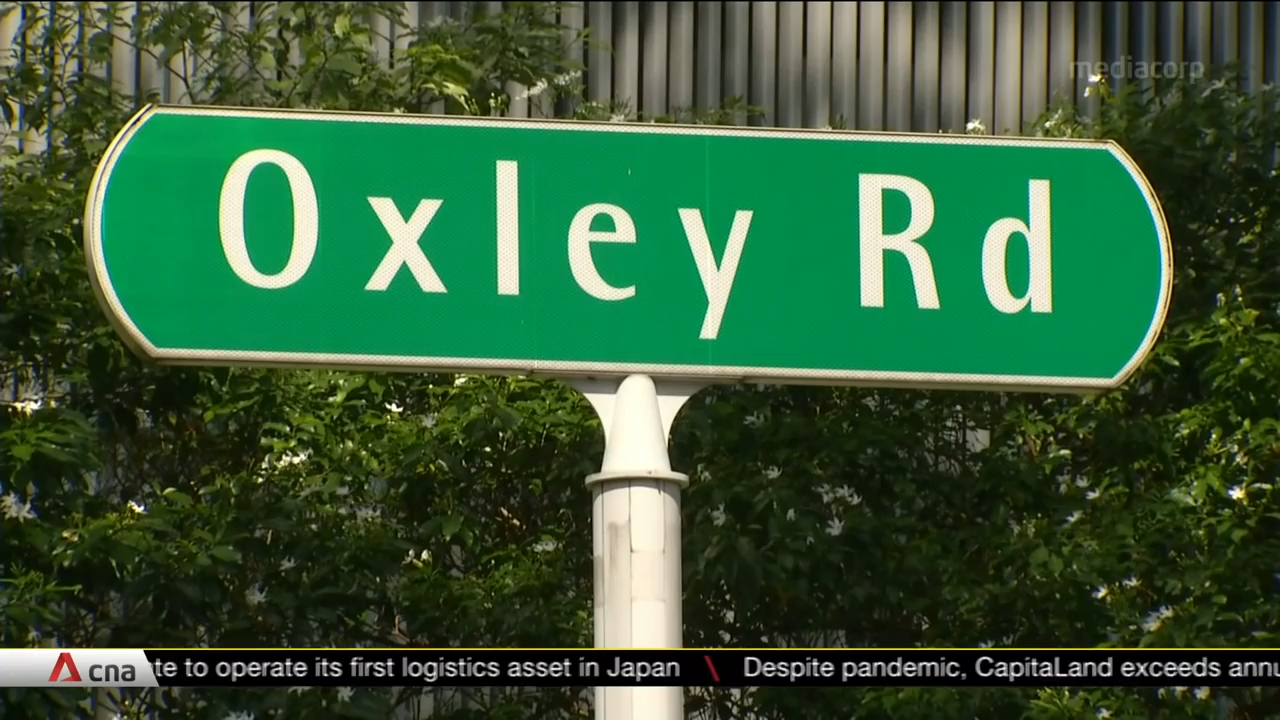 mediacorp
Oxley Rd
cna
te to operate its first logistics asset in Japan \ Despite pandemic, CapitaLand exceeds annu